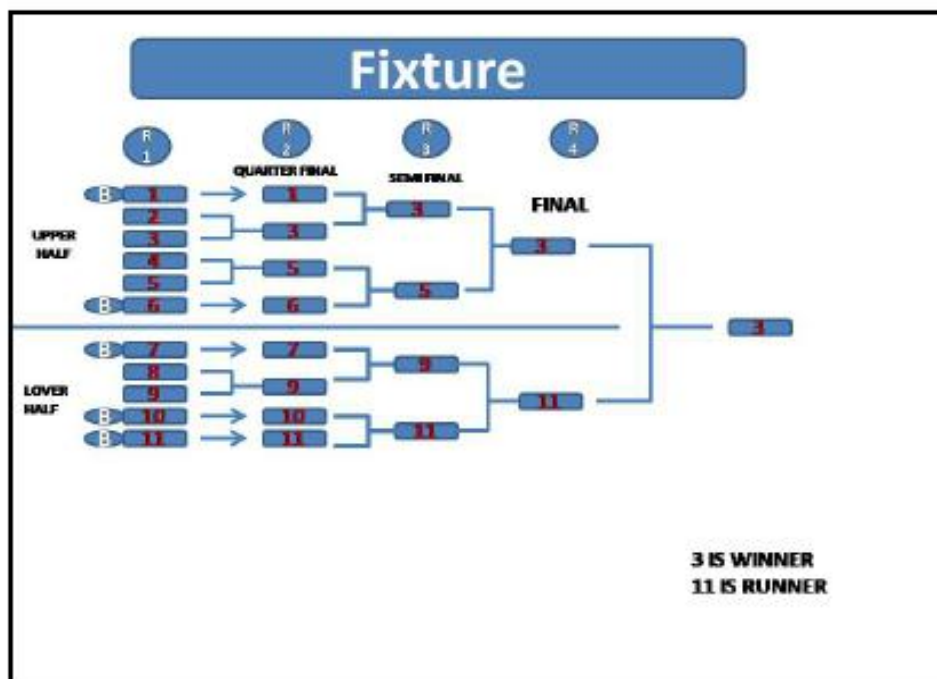 Fixture
R 1
R 2
R 3
R 4
QUARTER FINAL
SEMI FINAL
FINAL
UPPER
HALF
B 1
2
3
4
5
B 6
1
3
5
6
3
5
3
3
LOVER
HALF
B 7
8
9
B 10
B 11
7
9
10
11
9
11
11
3 IS WINNER
11 IS RUNNER